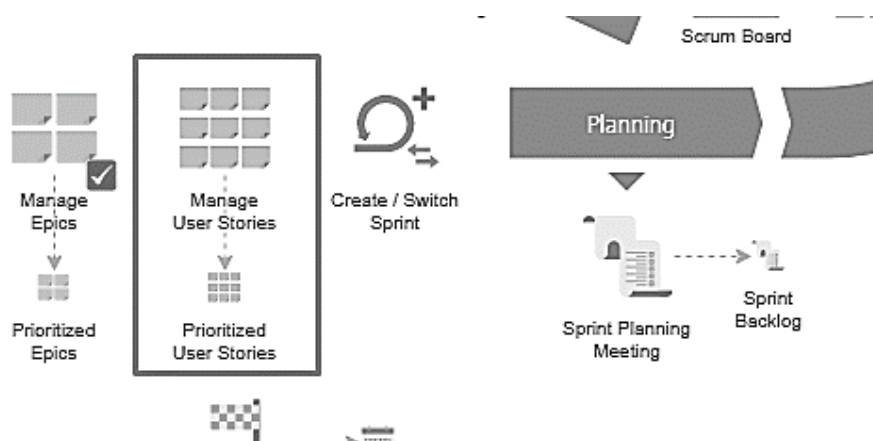 Scrum Board
Planning
Manage
Epics
Manage
User Stories
Create / Switch
Sprint
Prioritized
Epics
Prioritized
User Stories
Sprint Planning
Meeting
Sprint
Backlog